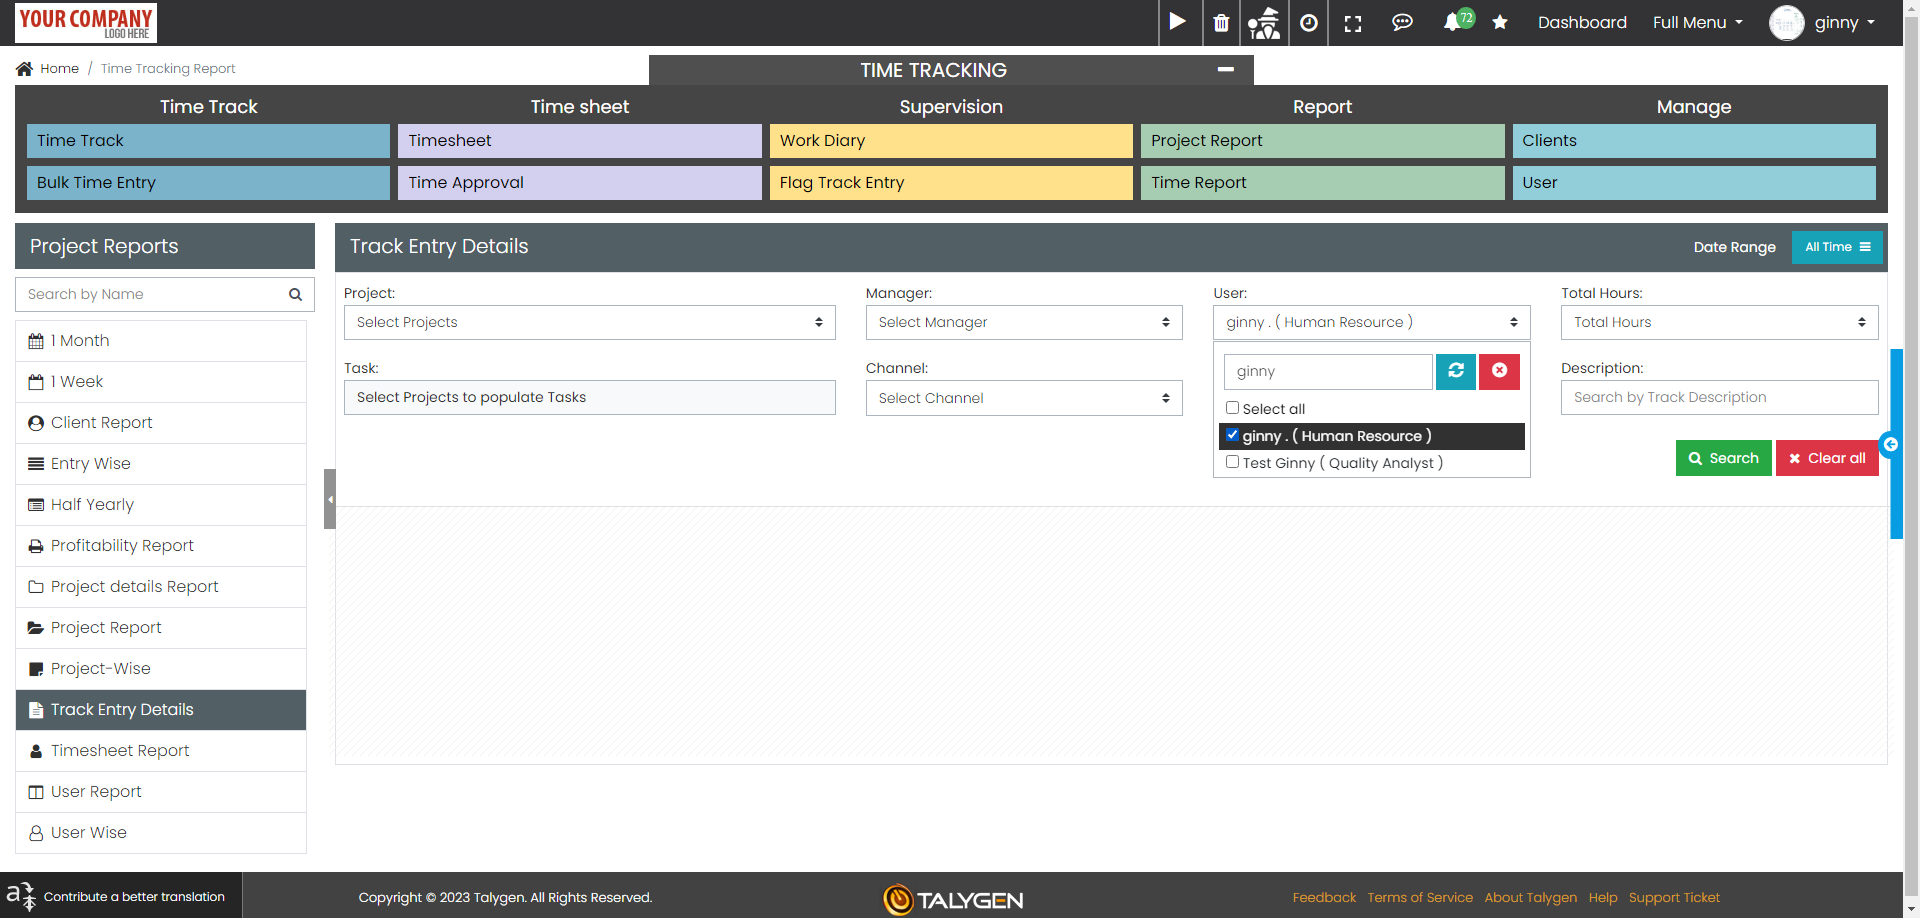 YOUR COMPANY
LOGO HERE
72
Dashboard
Full Menu
ginny
Home / Time Tracking Report
TIME TRACKING
Time Track
Time sheet
Supervision
Report
Manage
Time Track
Timesheet
Work Diary
Project Report
Clients
Bulk Time Entry
Time Approval
Flag Track Entry
Time Report
User
Project Reports
Search by Name
1 Month
1 Week
Client Report
Entry Wise
Half Yearly
Profitability Report
Project details Report
Project Report
Project-Wise
Track Entry Details
Timesheet Report
User Report
User Wise
Track Entry Details
Date Range
All Time
Project:
Select Projects
Manager:
Select Manager
User:
ginny . ( Human Resource )
Total Hours:
Total Hours
Task:
Select Projects to populate Tasks
Channel:
Select Channel
ginny
Select all
ginny . ( Human Resource )
Test Ginny ( Quality Analyst )
Description:
Search by Track Description
Search
Clear all
Contribute a better translation
Copyright © 2023 Talygen. All Rights Reserved.
TALYGEN
Feedback
Terms of Service
About Talygen
Help
Support Ticket